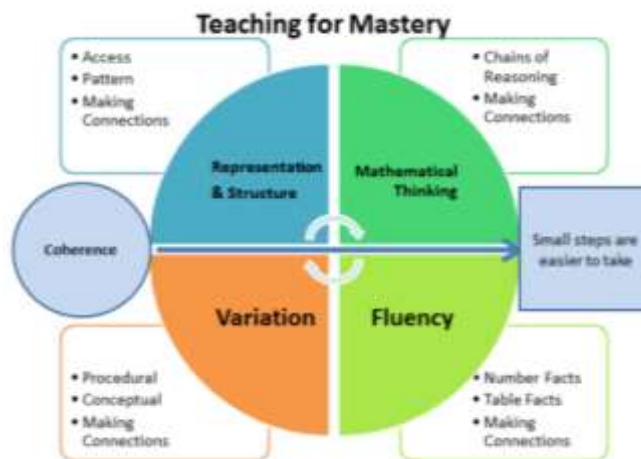 Teaching for Mastery
• Access
• Pattern
• Making
Connections
• Chains of
Reasoning
• Making
Connections
Representation
& Structure
Mathematical
Thinking
Coherence
Small steps are
easier to take
Variation
Fluency
• Procedural
• Conceptual
• Making
Connections
• Number Facts
• Table Facts
• Making
Connections